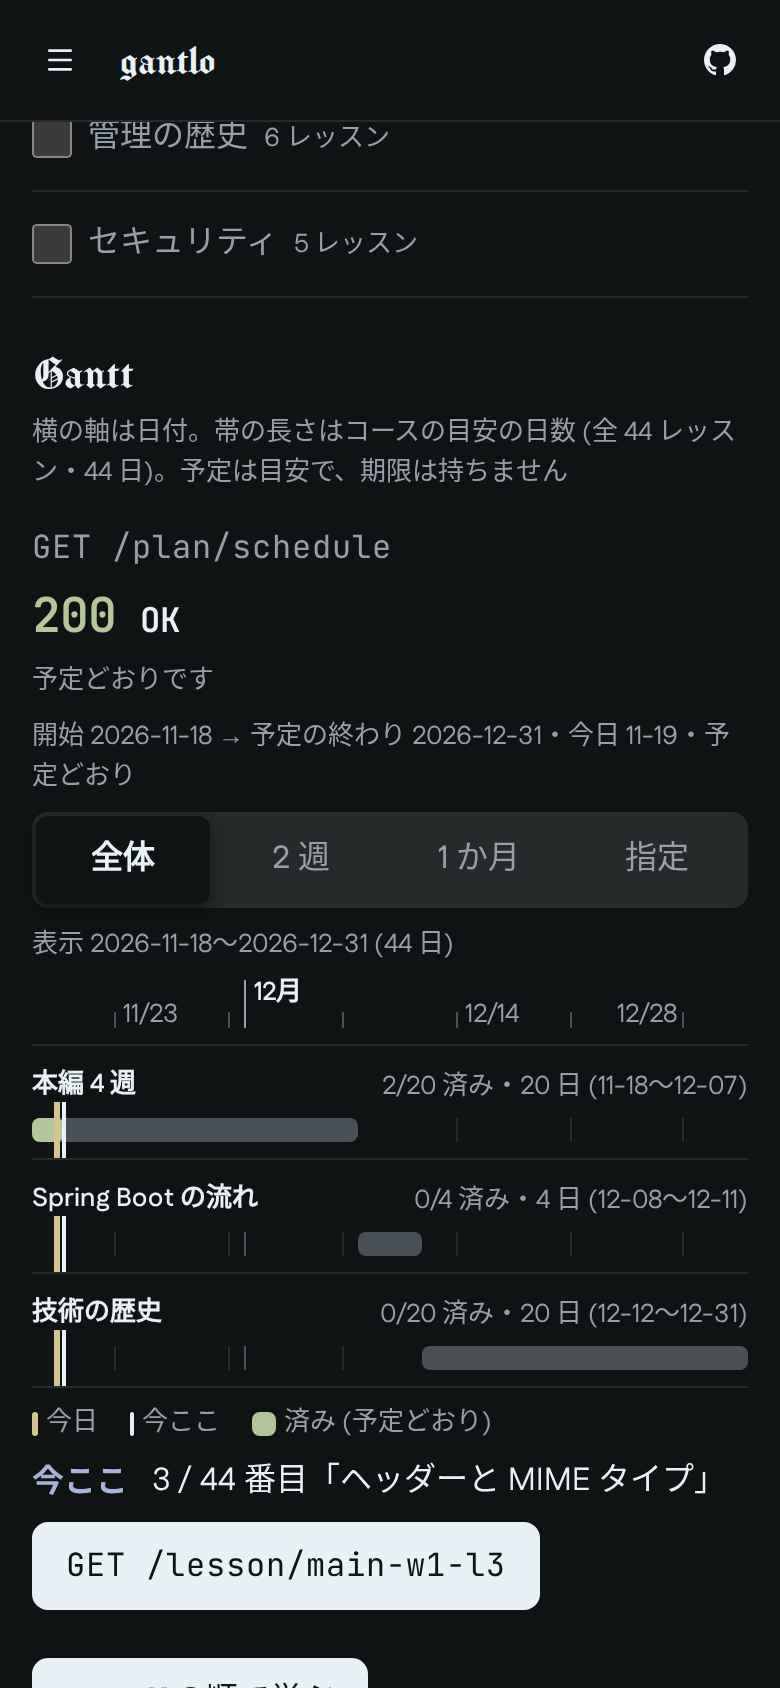 gantlo
管理の歴史 6 レッスン
セキュリティ 5 レッスン
Gantt
横の軸は日付。帯の長さはコースの目安の日数 (全 44 レッス
ン・44 日)。予定は目安で、期限は持ちません
GET /plan/schedule
200 OK
予定どおりです
開始 2026-11-18 → 予定の終わり 2026-12-31・今日 11-19・予
定どおり
全体 2 週 1 か月 指定
表示 2026-11-18〜2026-12-31 (44 日)
12月
11/23 12/14 12/28
本編 4 週 2/20 済み・20 日 (11-18〜12-07)
Spring Boot の流れ 0/4 済み・4 日 (12-08〜12-11)
技術の歴史 0/20 済み・20 日 (12-12〜12-31)
今日 今ここ 済み (予定どおり)
今ここ 3 / 44 番目「ヘッダーと MIME タイプ」
GET /lesson/main-w1-l3